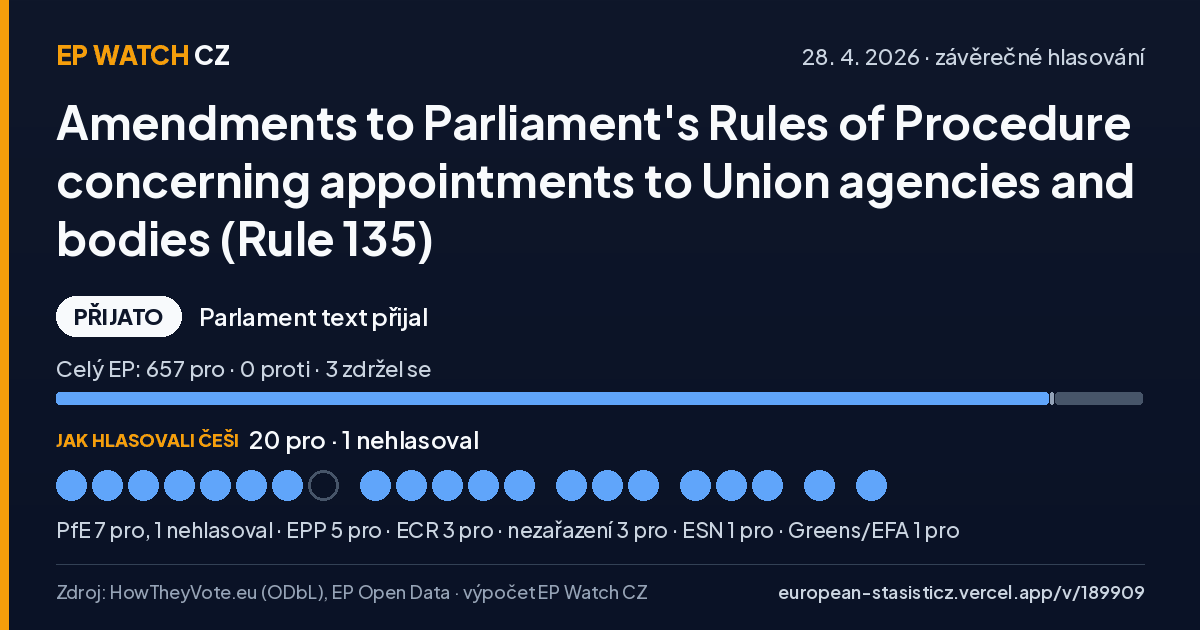 EP WATCH CZ
28. 4. 2026 · závěrečné hlasování
Amendments to Parliament's Rules of Procedure
concerning appointments to Union agencies and
bodies (Rule 135)
PŘIJATO Parlament text přijal
Celý EP: 657 pro · 0 proti · 3 zdržel se
JAK HLASOVALI ČEŠI 20 pro · 1 nehlasoval
PfE 7 pro, 1 nehlasoval · EPP 5 pro · ECR 3 pro · nezařazení 3 pro · ESN 1 pro · Greens/EFA 1 pro
Zdroj: HowTheyVote.eu (ODbL), EP Open Data · výpočet EP Watch CZ
european-stasisticz.vercel.app/v/189909